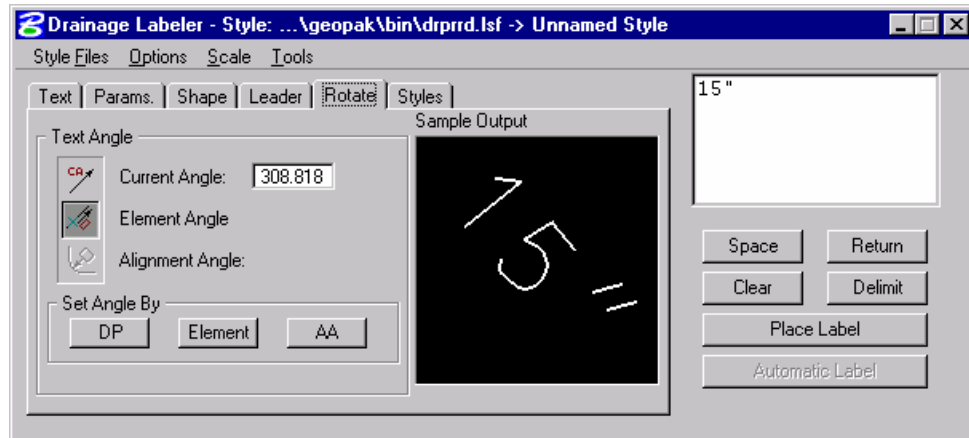 Drainage Labeler - Style: ...\geopak\bin\drprrd.lsf -> Unnamed Style
Style Files Options Scale Tools
Text Params. Shape Leader Rotate Styles
Text Angle
CA
Current Angle: 308.818
Element Angle
Alignment Angle:
Set Angle By
DP Element AA
Sample Output
15"
15"
Space Return
Clear Delimit
Place Label
Automatic Label